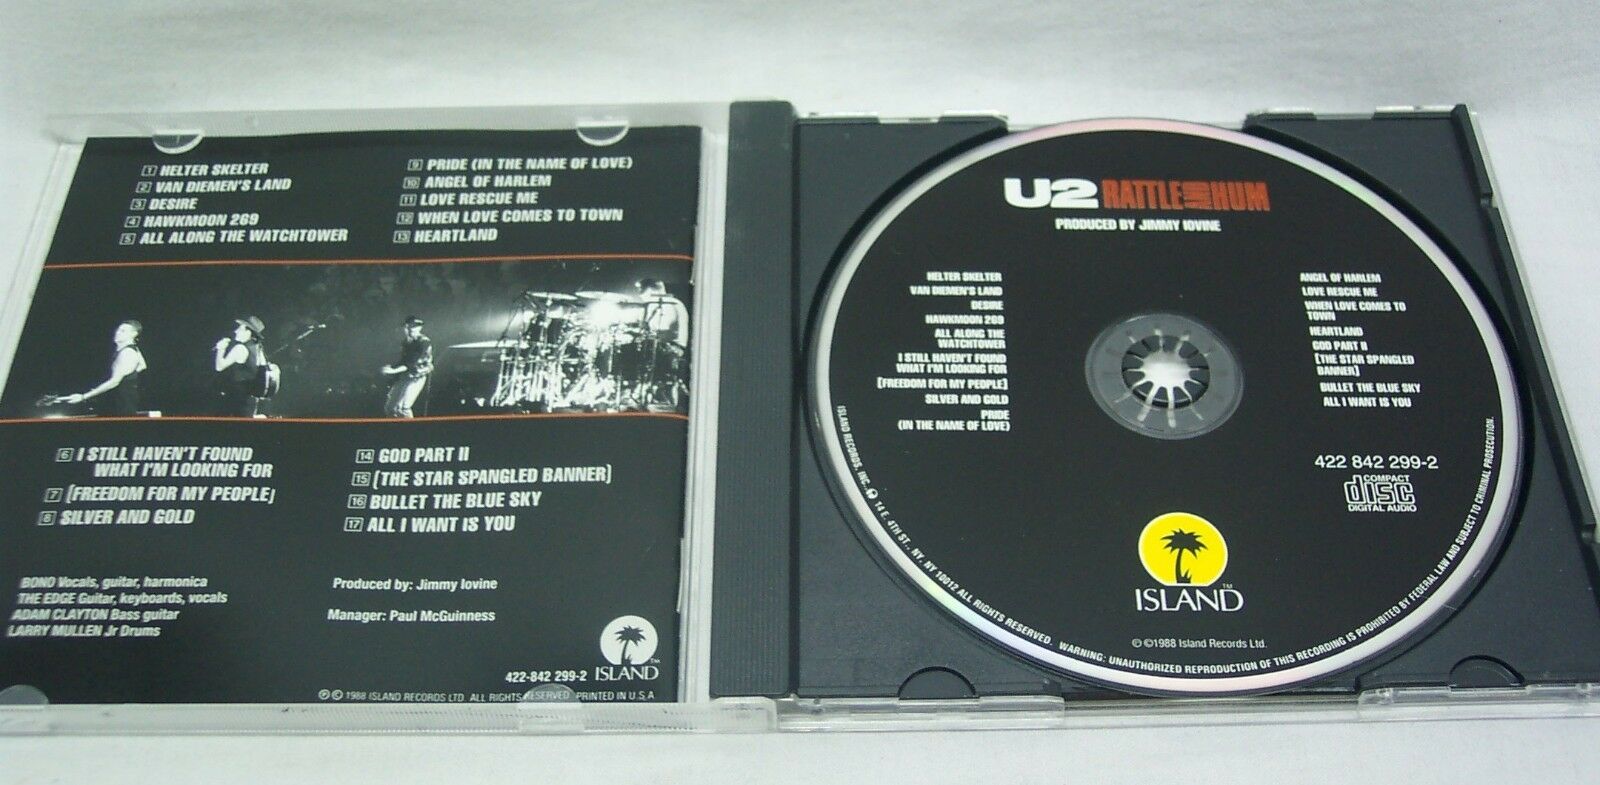 1 HELTER SKELTER
2 VAN DIEMEN'S LAND
3 DESIRE
4 HAWKMOON 269
5 ALL ALONG THE WATCHTOWER
9 PRIDE (IN THE NAME OF LOVE)
10 ANGEL OF HARLEM
11 LOVE RESCUE ME
12 WHEN LOVE COMES TO TOWN
13 HEARTLAND
6 I STILL HAVEN'T FOUND
WHAT I'M LOOKING FOR
7 [FREEDOM FOR MY PEOPLE]
8 SILVER AND GOLD
14 GOD PART II
15 [THE STAR SPANGLED BANNER]
16 BULLET THE BLUE SKY
17 ALL I WANT IS YOU
BONO Vocals, guitar, harmonica
THE EDGE Guitar, keyboards, vocals
ADAM CLAYTON Bass guitar
LARRY MULLEN Jr Drums
Produced by: Jimmy Iovine
Manager: Paul McGuinness
422-842 299-2
ISLAND™
℗ © 1988 ISLAND RECORDS LTD. ALL RIGHTS RESERVED PRINTED IN U.S.A.
U2 RATTLE AND HUM
PRODUCED BY JIMMY IOVINE
HELTER SKELTER
VAN DIEMEN'S LAND
DESIRE
HAWKMOON 269
ALL ALONG THE
WATCHTOWER
I STILL HAVEN'T FOUND
WHAT I'M LOOKING FOR
[FREEDOM FOR MY PEOPLE]
SILVER AND GOLD
PRIDE
(IN THE NAME OF LOVE)
ANGEL OF HARLEM
LOVE RESCUE ME
WHEN LOVE COMES TO
TOWN
HEARTLAND
GOD PART II
[THE STAR SPANGLED
BANNER]
BULLET THE BLUE SKY
ALL I WANT IS YOU
422 842 299-2
COMPACT
disc
DIGITAL AUDIO
ISLAND™
℗ ©1988 Island Records Ltd.
ISLAND RECORDS, INC., 14 E. 4TH ST., NY, NY 10012 ALL RIGHTS RESERVED. WARNING: UNAUTHORIZED REPRODUCTION OF THIS RECORDING IS PROHIBITED BY FEDERAL LAW AND SUBJECT TO CRIMINAL PROSECUTION.